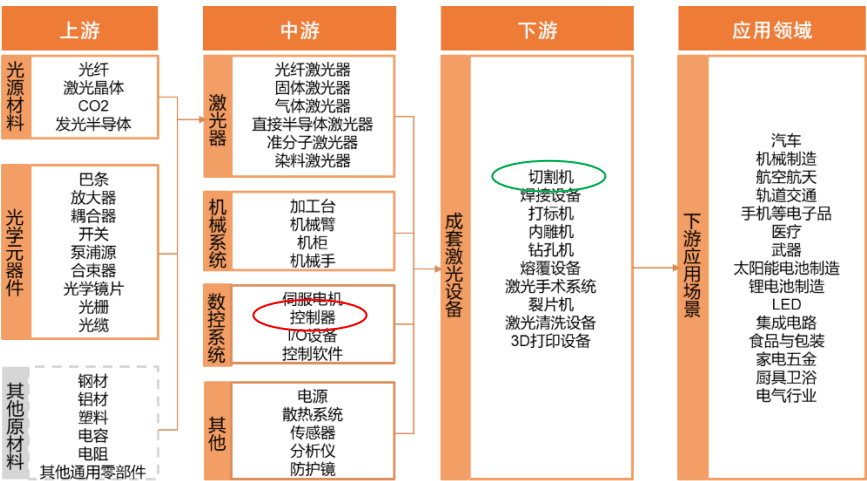 上游
中游
下游
应用领域
光源材料
光纤
激光晶体
CO2
发光半导体
光学元器件
巴条
放大器
耦合器
开关
泵浦源
合束器
光学镜片
光栅
光缆
其他原材料
钢材
铝材
塑料
电容
电阻
其他通用零部件
激光器
光纤激光器
固体激光器
气体激光器
直接半导体激光器
准分子激光器
染料激光器
机械系统
加工台
机械臂
机柜
机械手
数控系统
伺服电机
控制器
I/O设备
控制软件
其他
电源
散热系统
传感器
分析仪
防护镜
成套激光设备
切割机
焊接设备
打标机
内雕机
钻孔机
熔覆设备
激光手术系统
裂片机
激光清洗设备
3D打印设备
下游应用场景
汽车
机械制造
航空航天
轨道交通
手机等电子品
医疗
武器
太阳能电池制造
锂电池制造
LED
集成电路
食品与包装
家电五金
厨具卫浴
电气行业